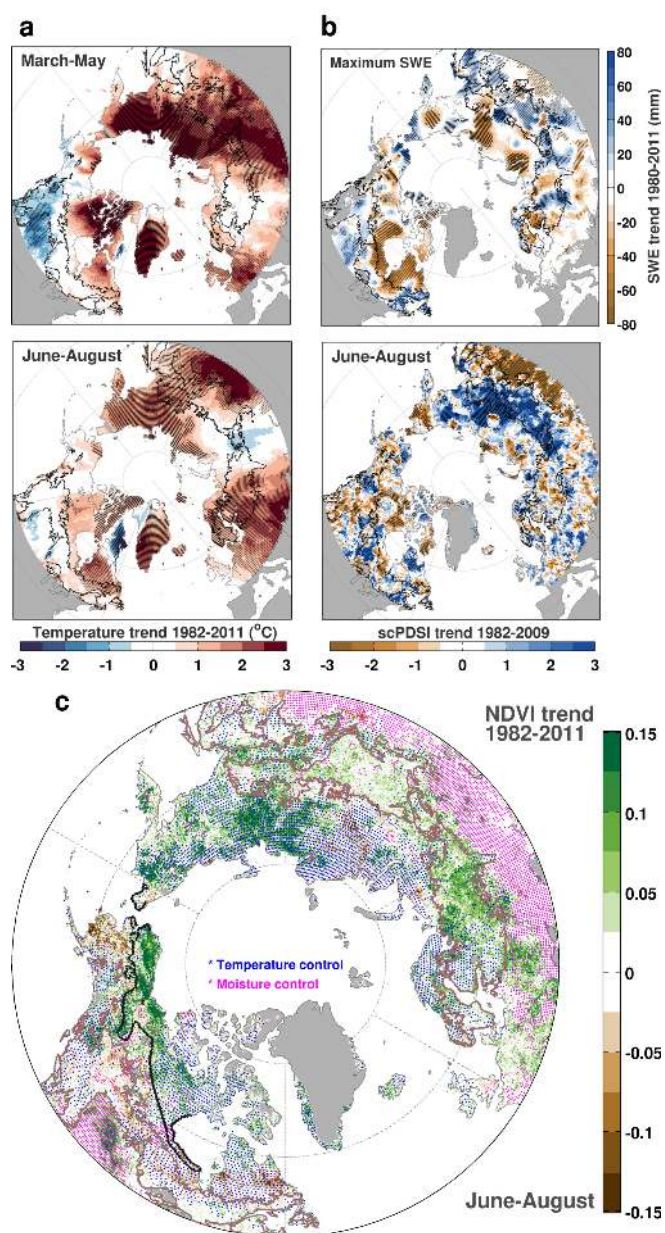 a
b
March-May
Maximum SWE
80
60
40
20
0
-20
-40
-60
-80
SWE trend 1980-2011 (mm)
June-August
June-August
Temperature trend 1982-2011 (°C)
-3 -2 -1 0 1 2 3
scPDSI trend 1982-2009
-3 -2 -1 0 1 2 3
c
NDVI trend
1982-2011
0.15
0.1
0.05
0
-0.05
-0.1
-0.15
* Temperature control
* Moisture control
June-August